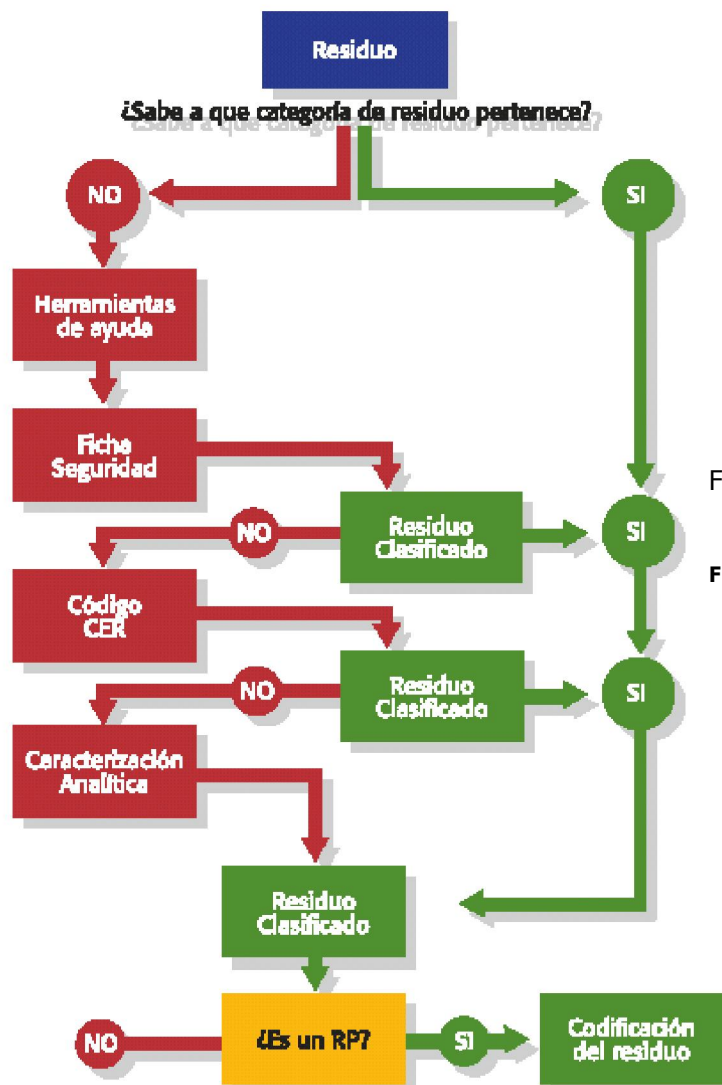 Residuo
¿Sabe a que categoría de residuo pertenece?
NO
SI
Herramientas
de ayuda
Ficha
Seguridad
F
Residuo
Clasificado
NO
SI
F
Código
CER
Residuo
Clasificado
NO
SI
Caracterización
Analítica
Residuo
Clasificado
¿Es un RP?
NO
SI
Codificación
del residuo